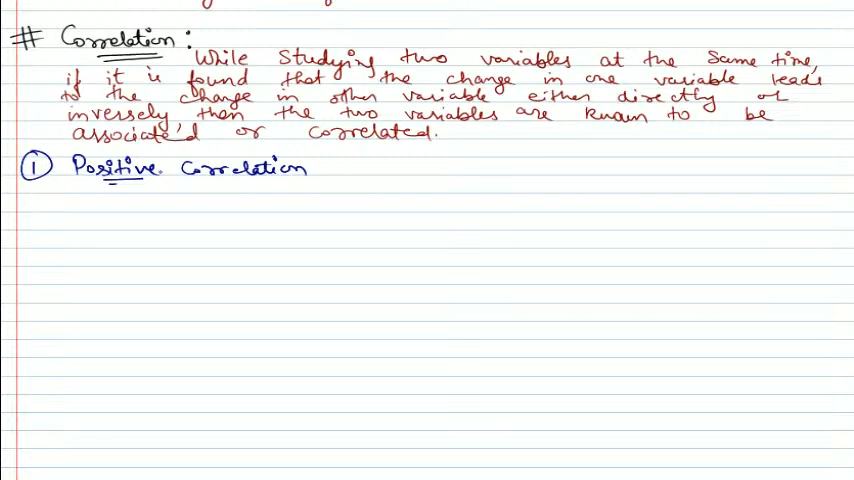 # Correlation :
While Studying two variables at the same time,
if it is found that the change in one variable leads
to the change in other variable either directly or
inversely then the two variables are known to be
associate'd or correlated.
① Positive Correlation